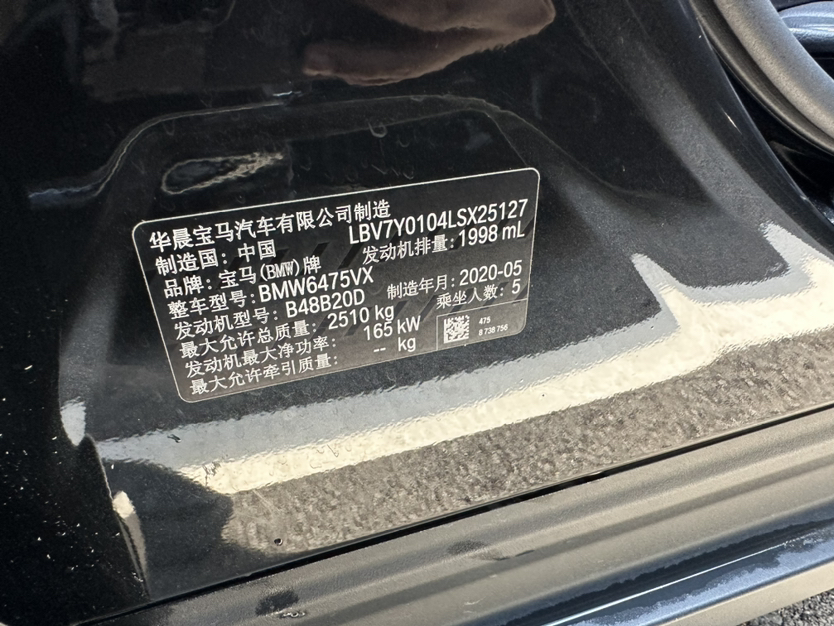 华晨宝马汽车有限公司制造
制造国：中国 LBV7Y0104LSX25127
品牌：宝马(BMW)牌 发动机排量：1998 mL
整车型号：BMW6475VX
发动机型号：B48B20D 制造年月：2020-05
最大允许总质量：2510 kg 乘坐人数：5
发动机最大净功率：165 kW
最大允许牵引质量：-- kg
475
8 738 756